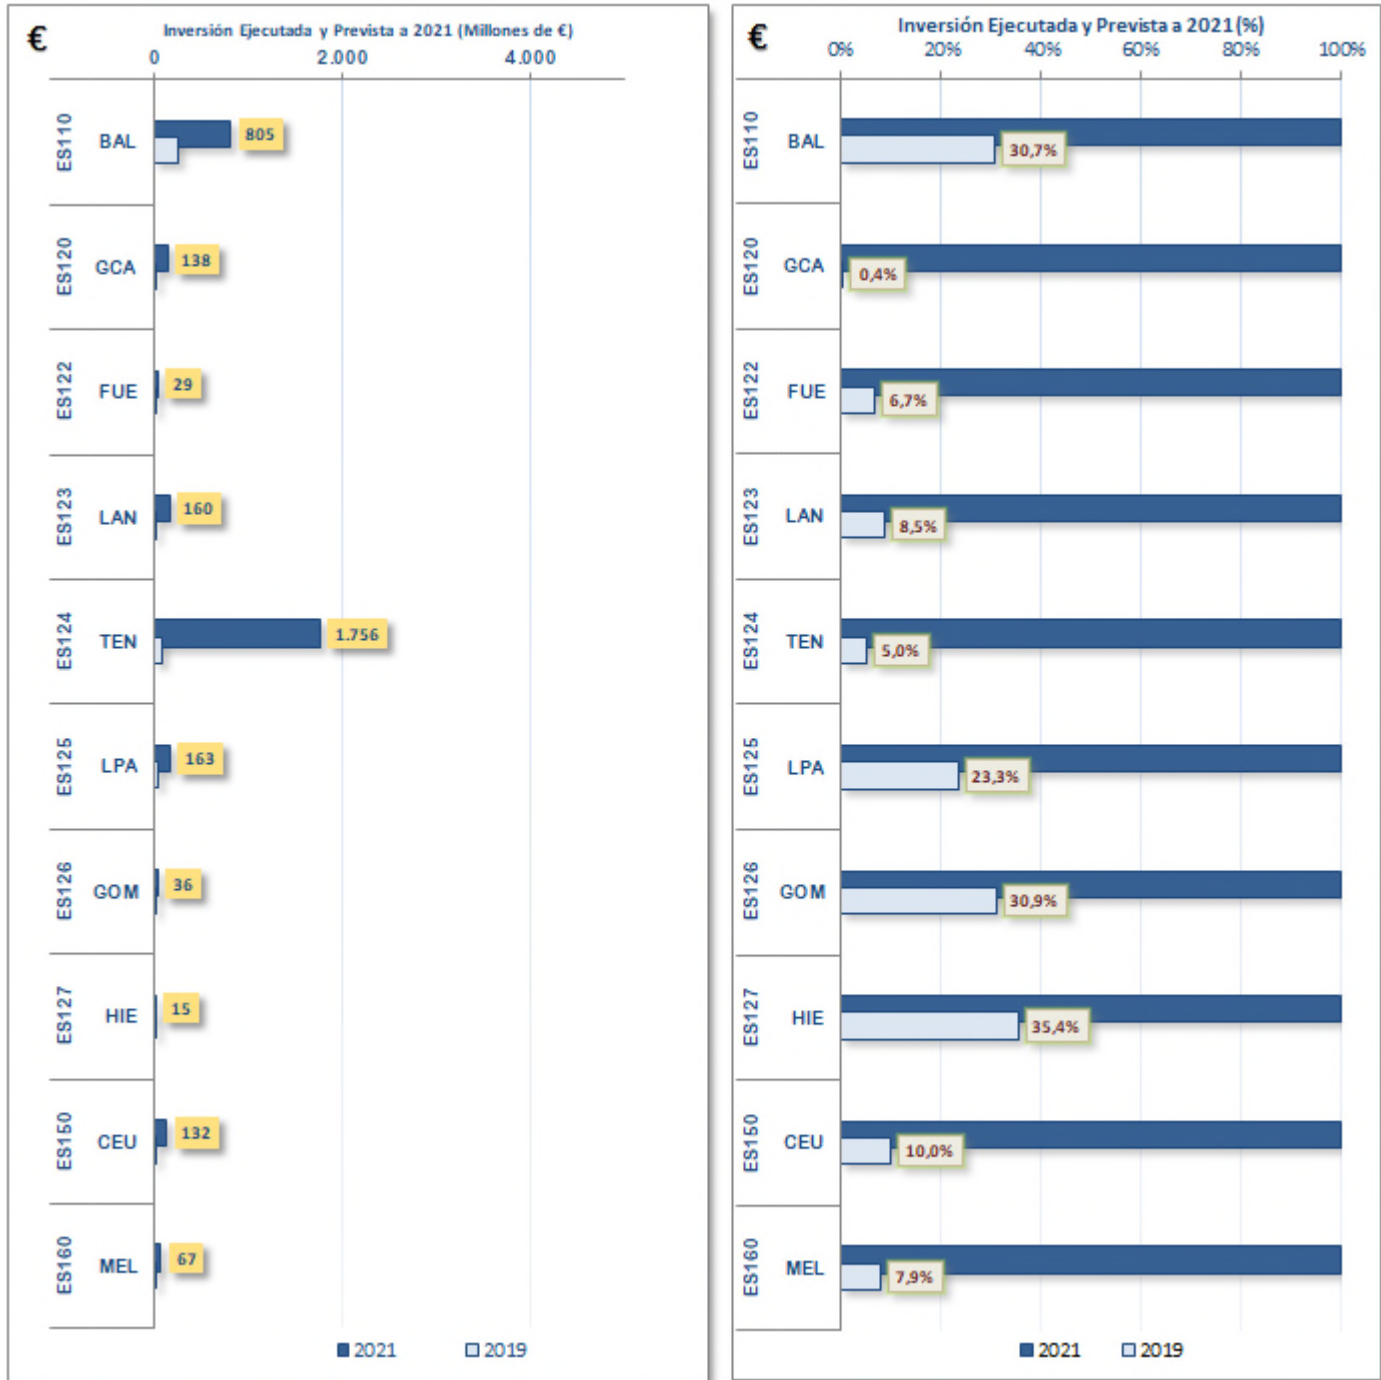 €
Inversión Ejecutada y Prevista a 2021 (Millones de €)
0 2.000 4.000
ES110 BAL 805
ES120 GCA 138
ES122 FUE 29
ES123 LAN 160
ES124 TEN 1.756
ES125 LPA 163
ES126 GOM 36
ES127 HIE 15
ES150 CEU 132
ES160 MEL 67
2021 2019
€
Inversión Ejecutada y Prevista a 2021(%)
0% 20% 40% 60% 80% 100%
ES110 BAL 30,7%
ES120 GCA 0,4%
ES122 FUE 6,7%
ES123 LAN 8,5%
ES124 TEN 5,0%
ES125 LPA 23,3%
ES126 GOM 30,9%
ES127 HIE 35,4%
ES150 CEU 10,0%
ES160 MEL 7,9%
2021 2019